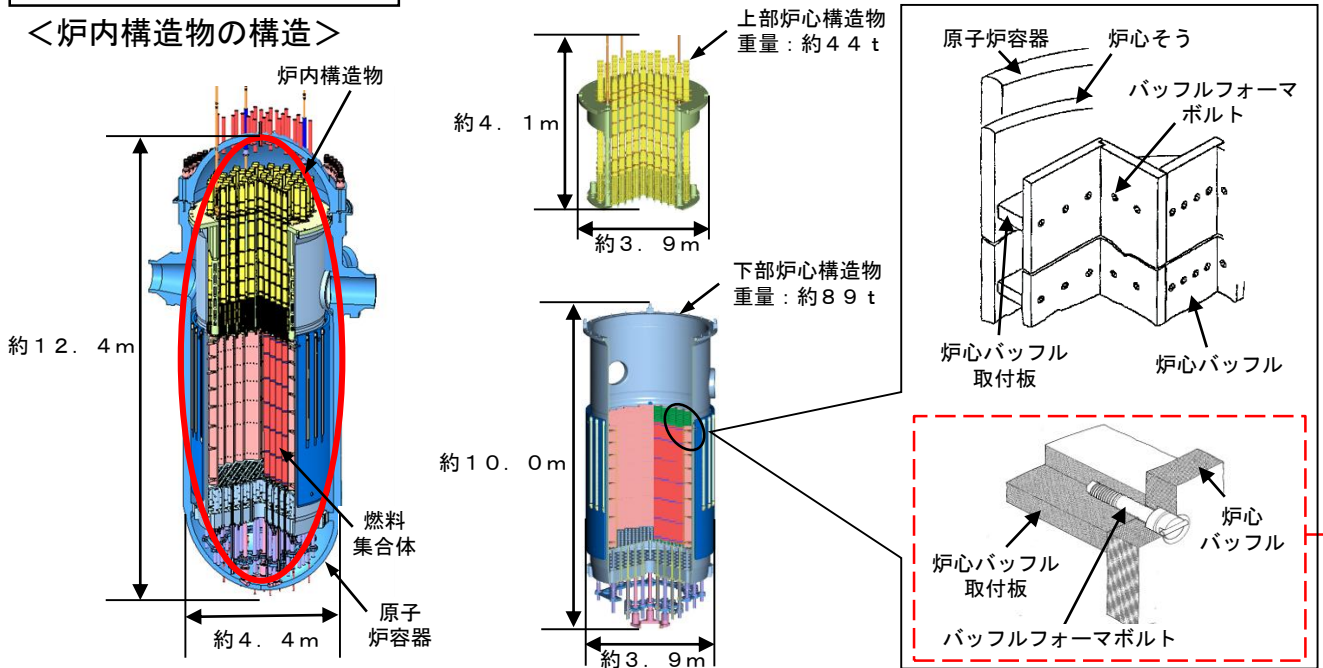 ＜炉内構造物の構造＞
炉内構造物
約１２．４ｍ
燃料
集合体
原子
炉容器
約４．４ｍ
上部炉心構造物
重量：約４４ｔ
約４．１ｍ
約３．９ｍ
下部炉心構造物
重量：約８９ｔ
約１０．０ｍ
約３．９ｍ
原子炉容器
炉心そう
バッフルフォーマ
ボルト
炉心バッフル
取付板
炉心バッフル
炉心
バッフル
炉心バッフル
取付板
バッフルフォーマボルト